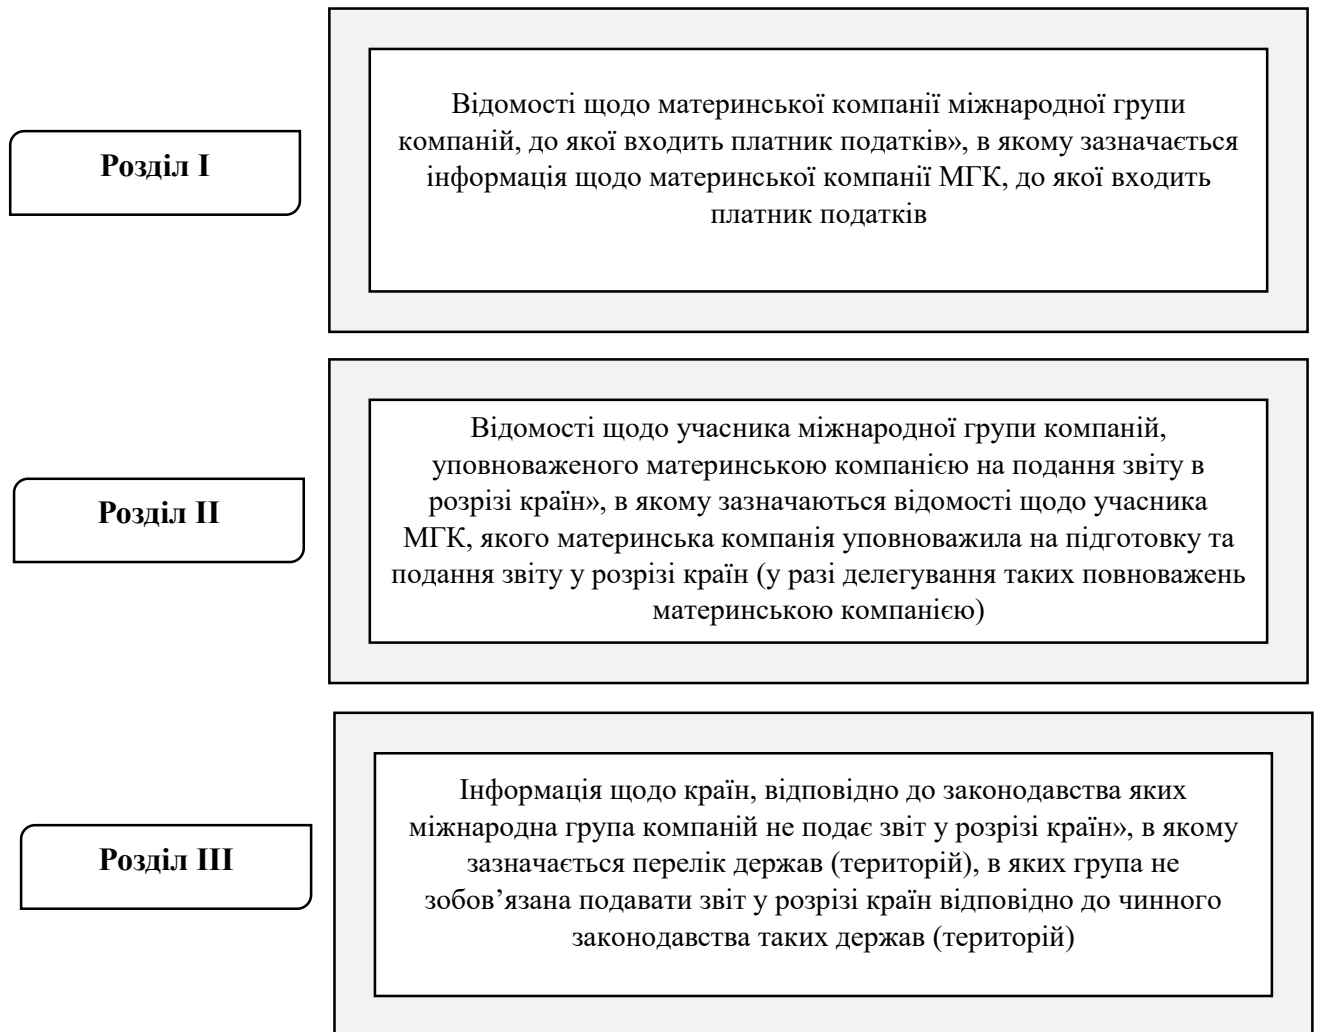 Розділ I
Відомості щодо материнської компанії міжнародної групи
компаній, до якої входить платник податків», в якому зазначається
інформація щодо материнської компанії МГК, до якої входить
платник податків
Розділ II
Відомості щодо учасника міжнародної групи компаній,
уповноваженого материнською компанією на подання звіту в
розрізі країн», в якому зазначаються відомості щодо учасника
МГК, якого материнська компанія уповноважила на підготовку та
подання звіту у розрізі країн (у разі делегування таких повноважень
материнською компанією)
Розділ III
Інформація щодо країн, відповідно до законодавства яких
міжнародна група компаній не подає звіт у розрізі країн», в якому
зазначається перелік держав (територій), в яких група не
зобов’язана подавати звіт у розрізі країн відповідно до чинного
законодавства таких держав (територій)